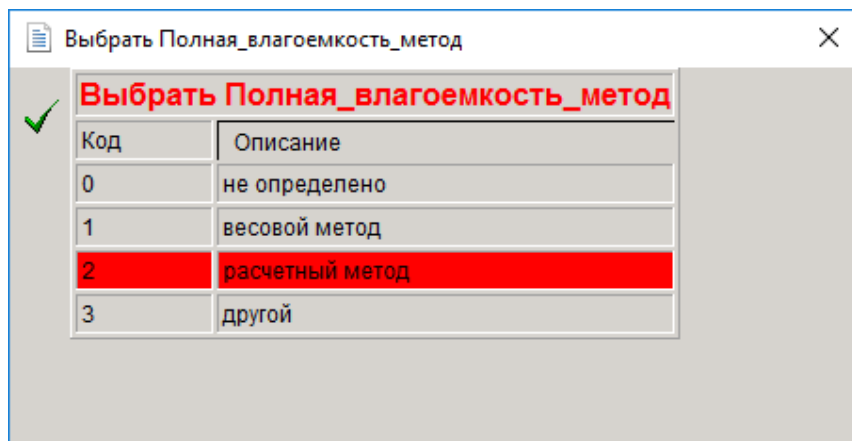 Выбрать Полная_влагоемкость_метод
Выбрать Полная_влагоемкость_метод
Код Описание
0 не определено
1 весовой метод
2 расчетный метод
3 другой